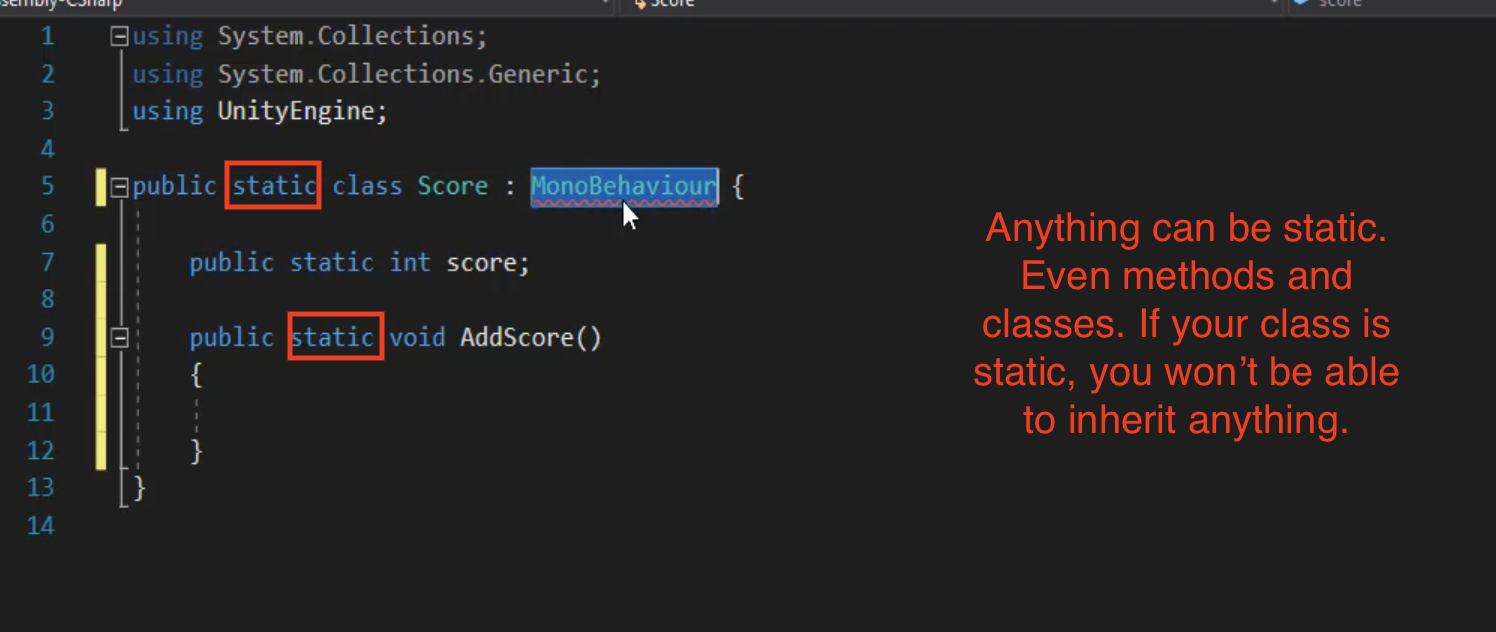 Score
score
1 using System.Collections;
2 using System.Collections.Generic;
3 using UnityEngine;
4
5 public static class Score : MonoBehaviour {
6
7 public static int score;
8
9 public static void AddScore()
10 {
11
12 }
13 }
14
Anything can be static.
Even methods and
classes. If your class is
static, you won’t be able
to inherit anything.